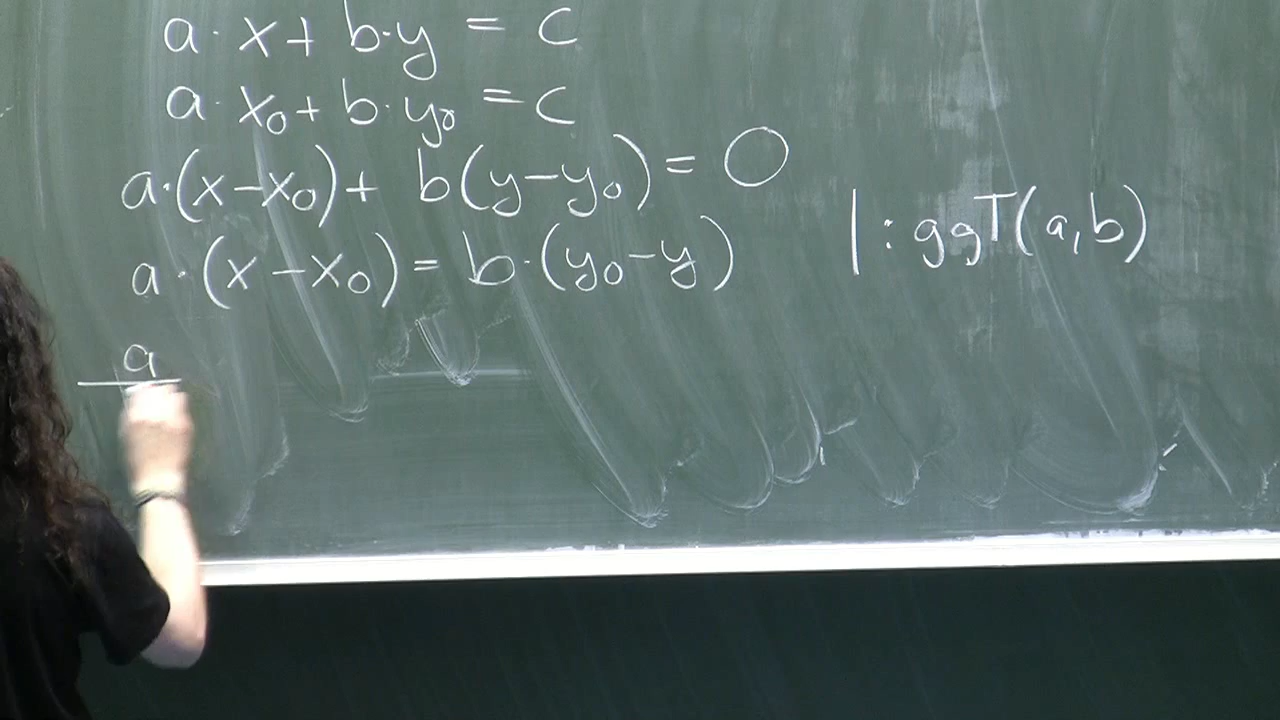 a · x + b · y = c
a · x₀ + b · y₀ = c
a · (x − x₀) + b (y − y₀) = 0
a · (x − x₀) = b · (y₀ − y) | : ggT(a, b)
a